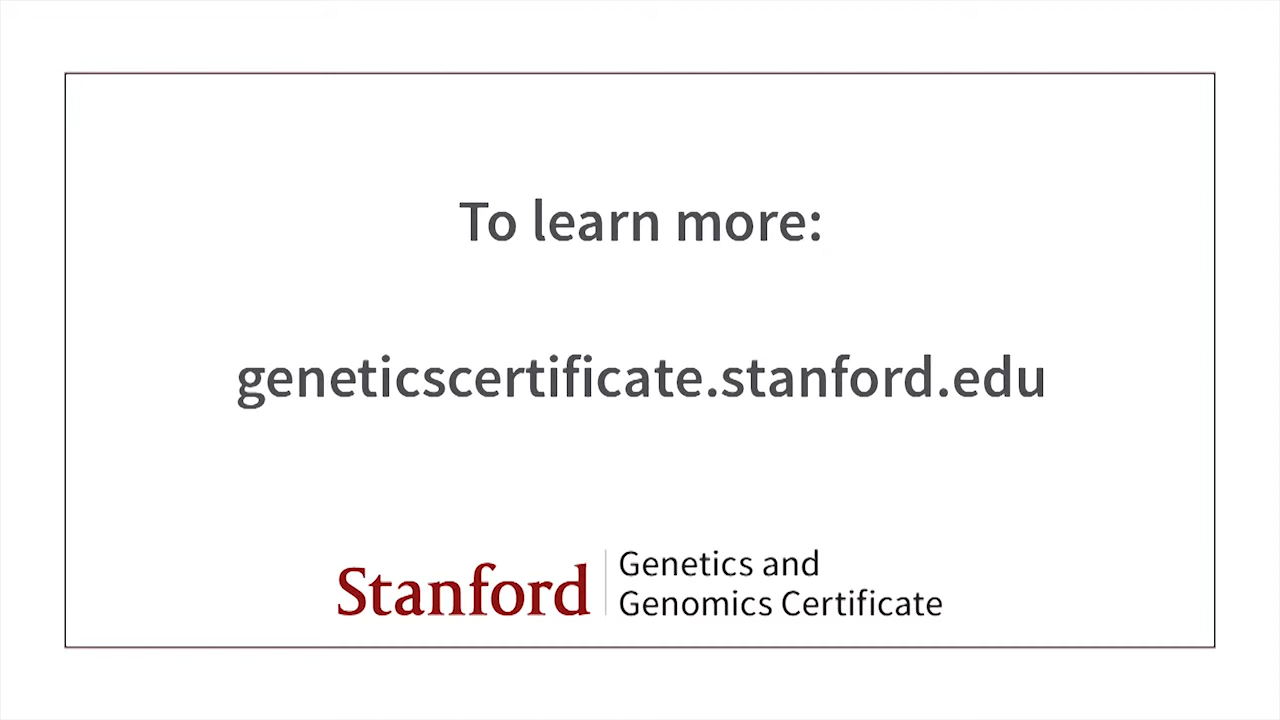 To learn more:
geneticscertificate.stanford.edu
Stanford
Genetics and
Genomics Certificate